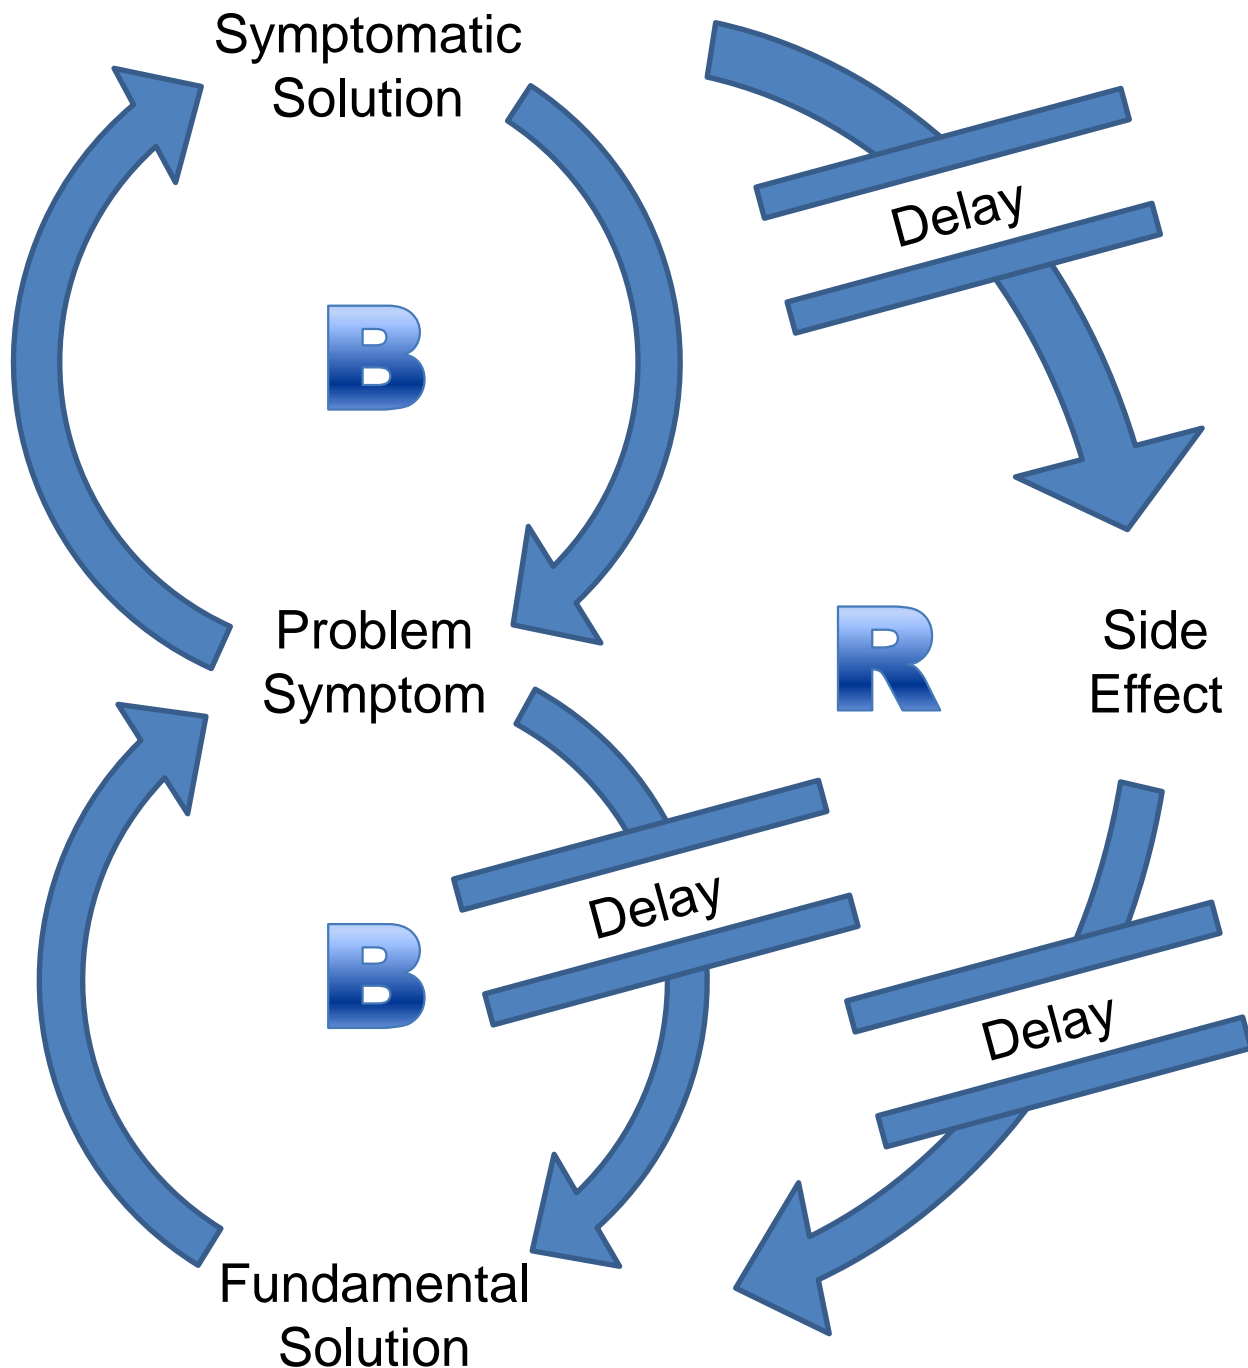 Symptomatic
Solution
Delay
B
Problem
Symptom
R
Side
Effect
Delay
B
Delay
Fundamental
Solution